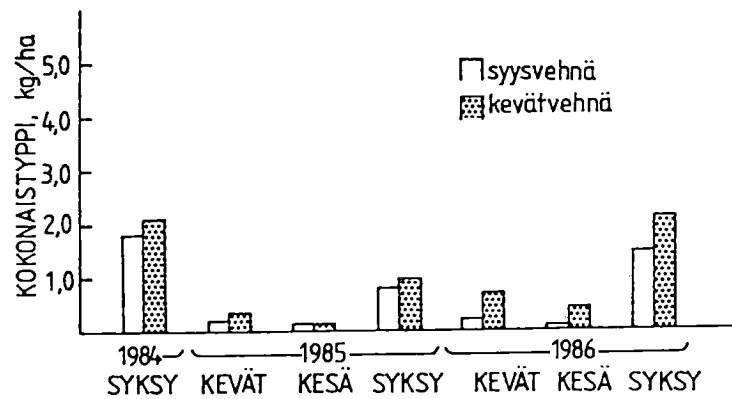 KOKONAISTYPPI, kg/ha
5,0
4,0
3,0
2,0
1,0
syysvehnä
kevätvehnä
1984 1985 1986
SYKSY KEVÄT KESÄ SYKSY KEVÄT KESÄ SYKSY